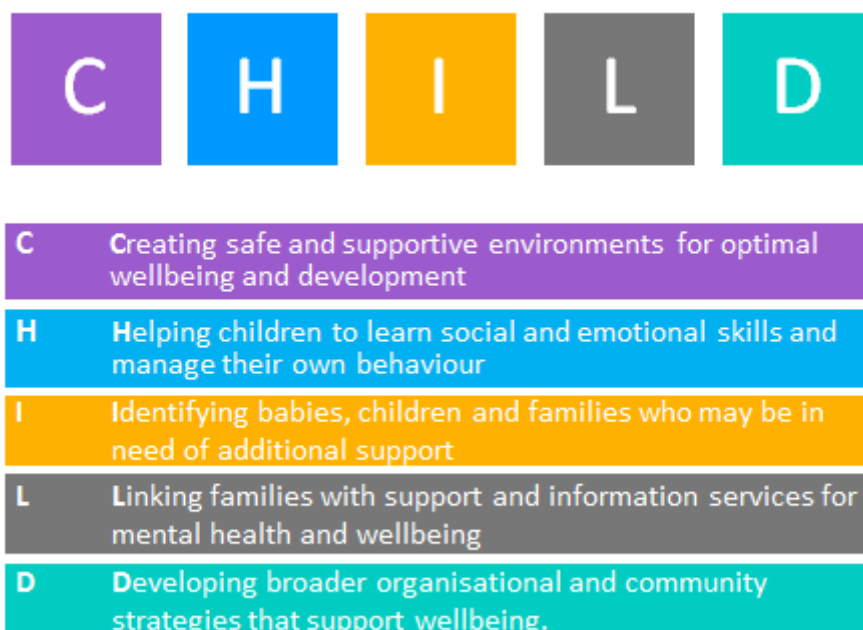 C H I L D
C Creating safe and supportive environments for optimal
wellbeing and development
H Helping children to learn social and emotional skills and
manage their own behaviour
I Identifying babies, children and families who may be in
need of additional support
L Linking families with support and information services for
mental health and wellbeing
D Developing broader organisational and community
strategies that support wellbeing.